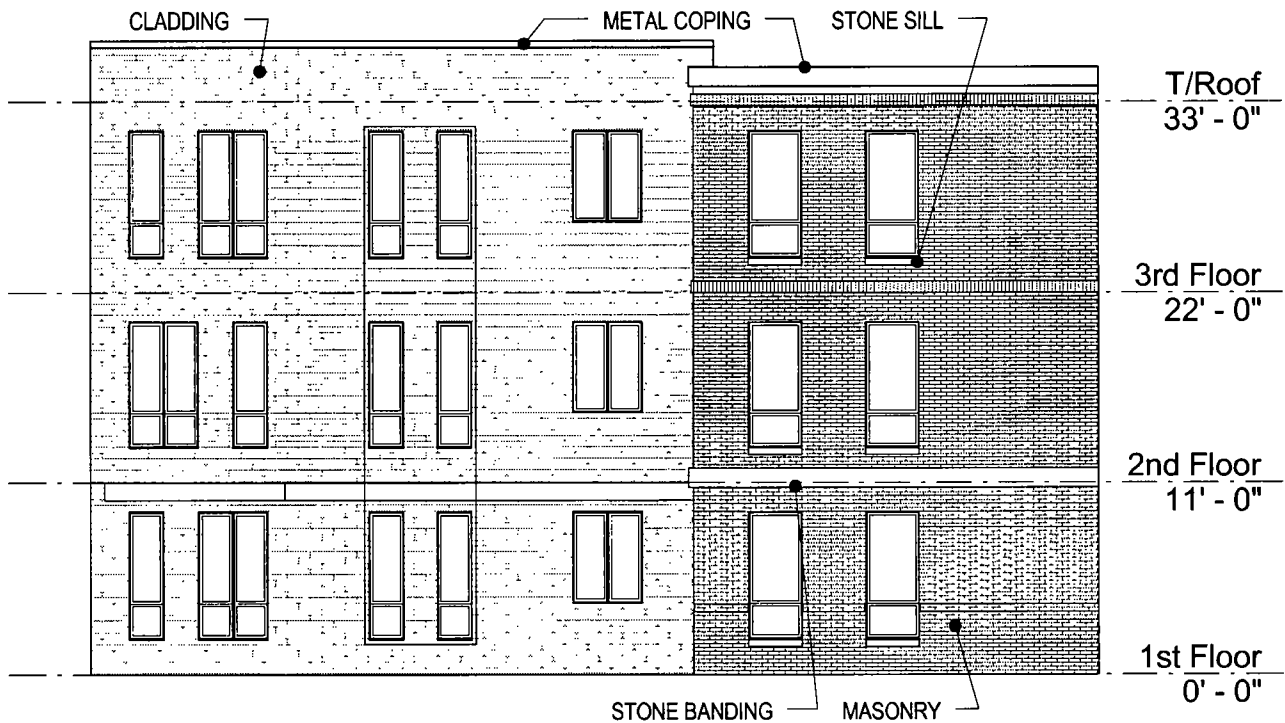 CLADDING
METAL COPING
STONE SILL
T/Roof
33' - 0"
3rd Floor
22' - 0"
2nd Floor
11' - 0"
1st Floor
0' - 0"
STONE BANDING
MASONRY